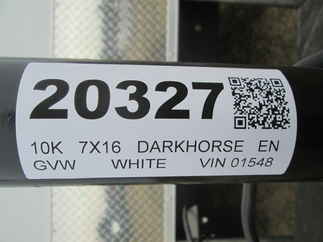 20327
10K 7X16 DARKHORSE EN
GVW WHITE VIN 01548